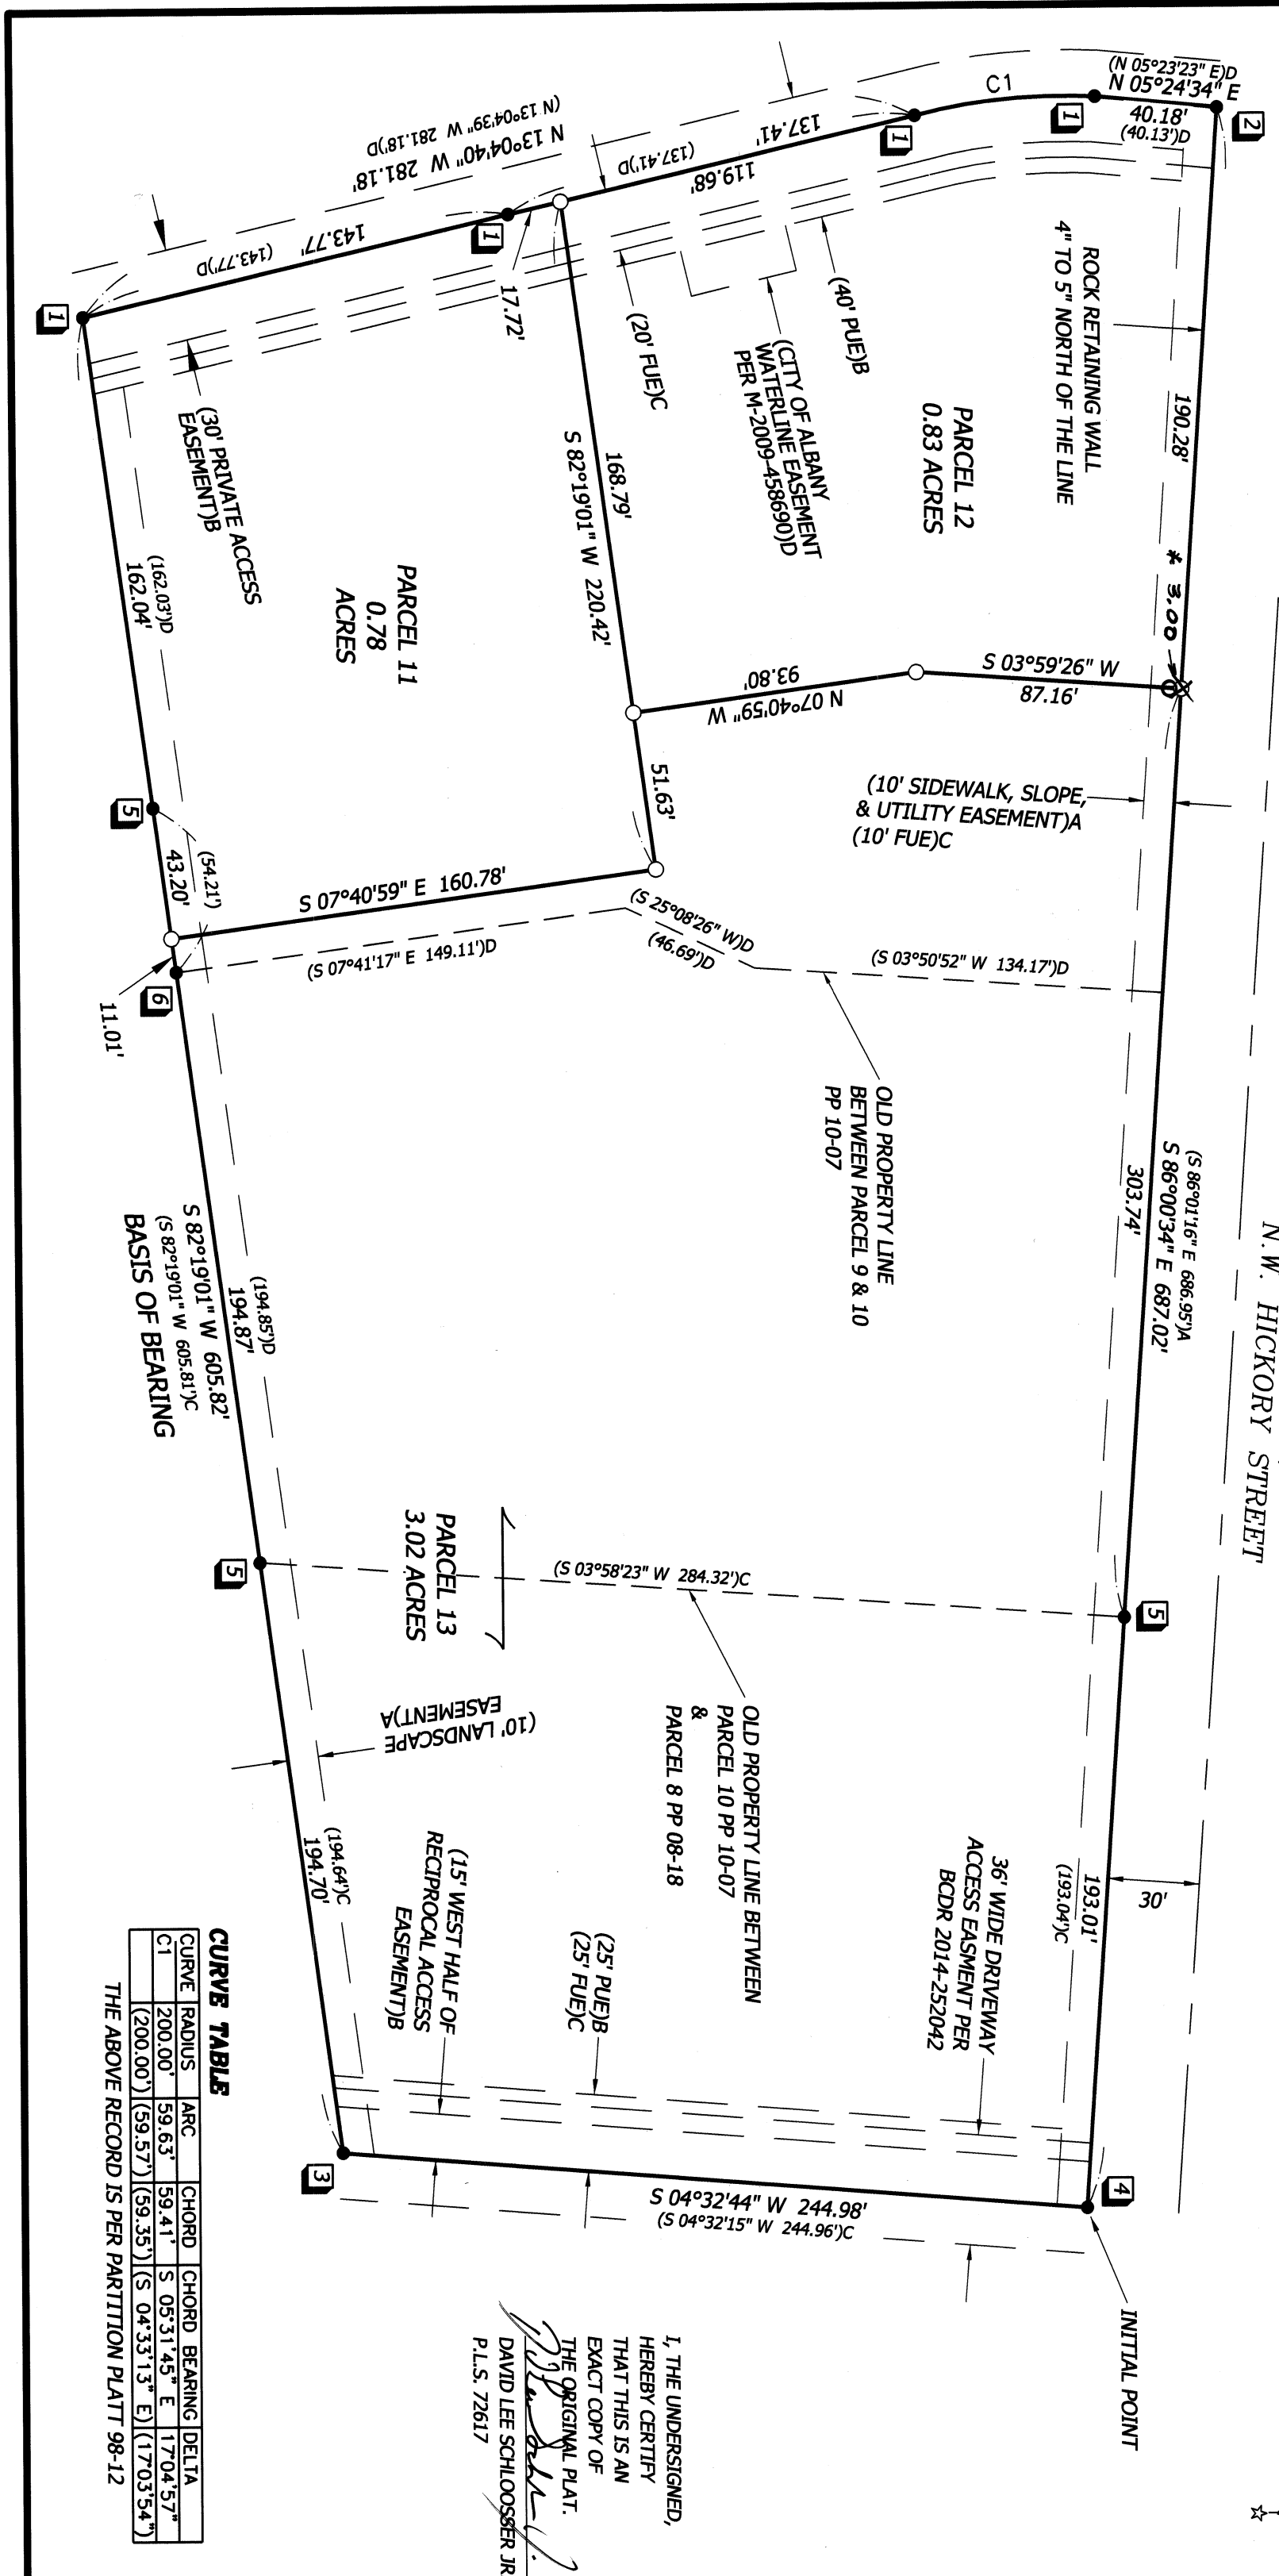 N.W. HICKORY STREET
(N 05°23'23" E)D
N 05°24'34" E
40.18'
(40.13')D
2
1
C1
1
137.41'
(137.41')D
119.68'
(N 13°04'39" W 281.18')D
N 13°04'40" W 281.18'
143.77'
(143.77')D
1
17.72'
1
ROCK RETAINING WALL
4" TO 5" NORTH OF THE LINE
190.28'
* 3.00
(40' PUE)B
(CITY OF ALBANY
WATERLINE EASEMENT
PER M-2009-458690)D
(20' FUE)C
PARCEL 12
0.83 ACRES
168.79'
S 82°19'01" W 220.42'
51.63'
S 03°59'26" W
87.16'
N 07°40'59" W
93.80'
(30' PRIVATE ACCESS
EASEMENT)B
PARCEL 11
0.78
ACRES
(162.03')D
162.04'
5
(54.21')
43.20'
11.01'
6
S 07°40'59" E 160.78'
(S 07°41'17" E 149.11')D
(S 25°08'26" W)D
(46.69')D
(S 03°50'52" W 134.17')D
(10' SIDEWALK, SLOPE,
& UTILITY EASEMENT)A
(10' FUE)C
OLD PROPERTY LINE
BETWEEN PARCEL 9 & 10
PP 10-07
(S 86°01'16" E 686.95')A
S 86°00'34" E 687.02'
303.74'
(194.85')D
194.87'
S 82°19'01" W 605.82'
(S 82°19'01" W 605.81')C
BASIS OF BEARING
5
5
(S 03°58'23" W 284.32')C
PARCEL 13
3.02 ACRES
OLD PROPERTY LINE BETWEEN
PARCEL 10 PP 10-07
&
PARCEL 8 PP 08-18
(10' LANDSCAPE
EASEMENT)A
(194.64')C
194.70'
193.01'
(193.04')C
30'
36' WIDE DRIVEWAY
ACCESS EASMENT PER
BCDR 2014-252042
(25' PUE)B
(25' FUE)C
(15' WEST HALF OF
RECIPROCAL ACCESS
EASEMENT)B
3
4
S 04°32'44" W 244.98'
(S 04°32'15" W 244.96')C
INITIAL POINT
CURVE TABLE
CURVE RADIUS ARC CHORD CHORD BEARING DELTA
C1 200.00' 59.63' 59.41' S 05°31'45" E 17°04'57"
(200.00') (59.57') (59.35') (S 04°33'13" E) (17°03'54")
THE ABOVE RECORD IS PER PARTITION PLATT 98-12
I, THE UNDERSIGNED,
HEREBY CERTIFY
THAT THIS IS AN
EXACT COPY OF
THE ORIGINAL PLAT.
DAVID LEE SCHLOOSSER JR
P.L.S. 72617